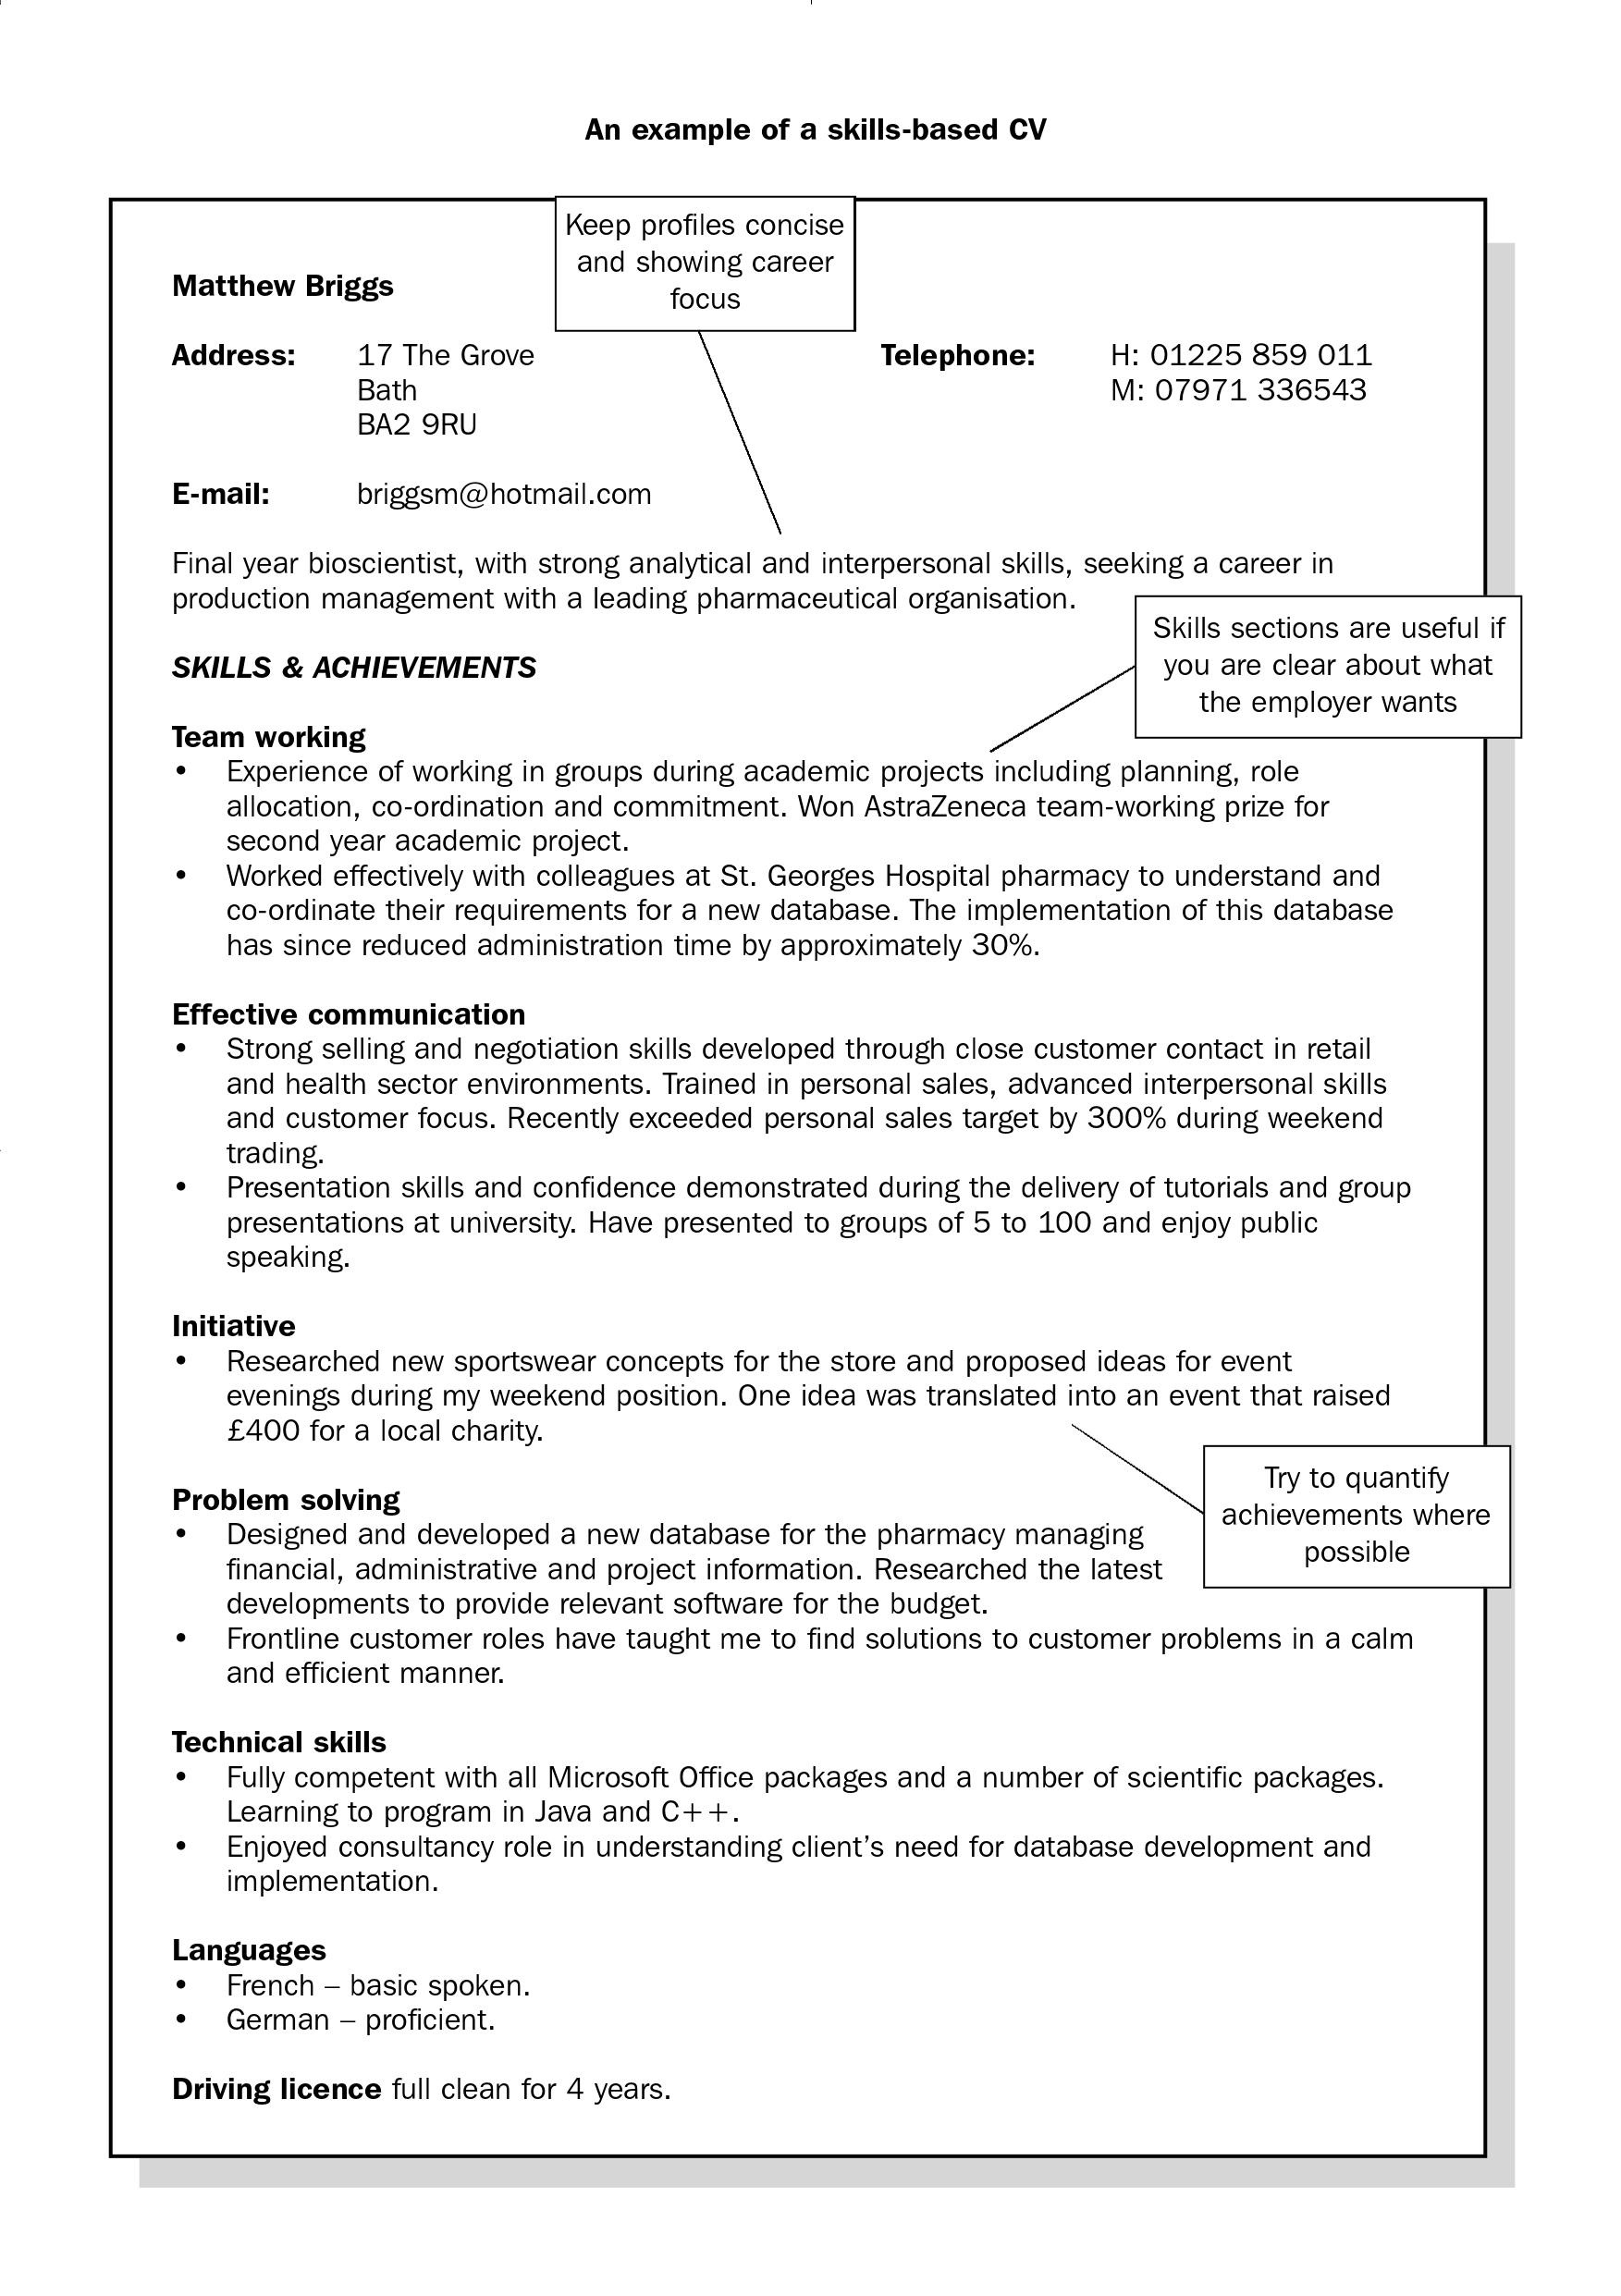 An example of a skills-based CV
Keep profiles concise
and showing career
focus
Matthew Briggs
Address: 17 The Grove Telephone: H: 01225 859 011
Bath M: 07971 336543
BA2 9RU
E-mail: briggsm@hotmail.com
Final year bioscientist, with strong analytical and interpersonal skills, seeking a career in
production management with a leading pharmaceutical organisation.
Skills sections are useful if
you are clear about what
the employer wants
SKILLS & ACHIEVEMENTS
Team working
• Experience of working in groups during academic projects including planning, role
allocation, co-ordination and commitment. Won AstraZeneca team-working prize for
second year academic project.
• Worked effectively with colleagues at St. Georges Hospital pharmacy to understand and
co-ordinate their requirements for a new database. The implementation of this database
has since reduced administration time by approximately 30%.
Effective communication
• Strong selling and negotiation skills developed through close customer contact in retail
and health sector environments. Trained in personal sales, advanced interpersonal skills
and customer focus. Recently exceeded personal sales target by 300% during weekend
trading.
• Presentation skills and confidence demonstrated during the delivery of tutorials and group
presentations at university. Have presented to groups of 5 to 100 and enjoy public
speaking.
Initiative
• Researched new sportswear concepts for the store and proposed ideas for event
evenings during my weekend position. One idea was translated into an event that raised
£400 for a local charity.
Try to quantify
achievements where
possible
Problem solving
• Designed and developed a new database for the pharmacy managing
financial, administrative and project information. Researched the latest
developments to provide relevant software for the budget.
• Frontline customer roles have taught me to find solutions to customer problems in a calm
and efficient manner.
Technical skills
• Fully competent with all Microsoft Office packages and a number of scientific packages.
Learning to program in Java and C++.
• Enjoyed consultancy role in understanding client’s need for database development and
implementation.
Languages
• French – basic spoken.
• German – proficient.
Driving licence full clean for 4 years.